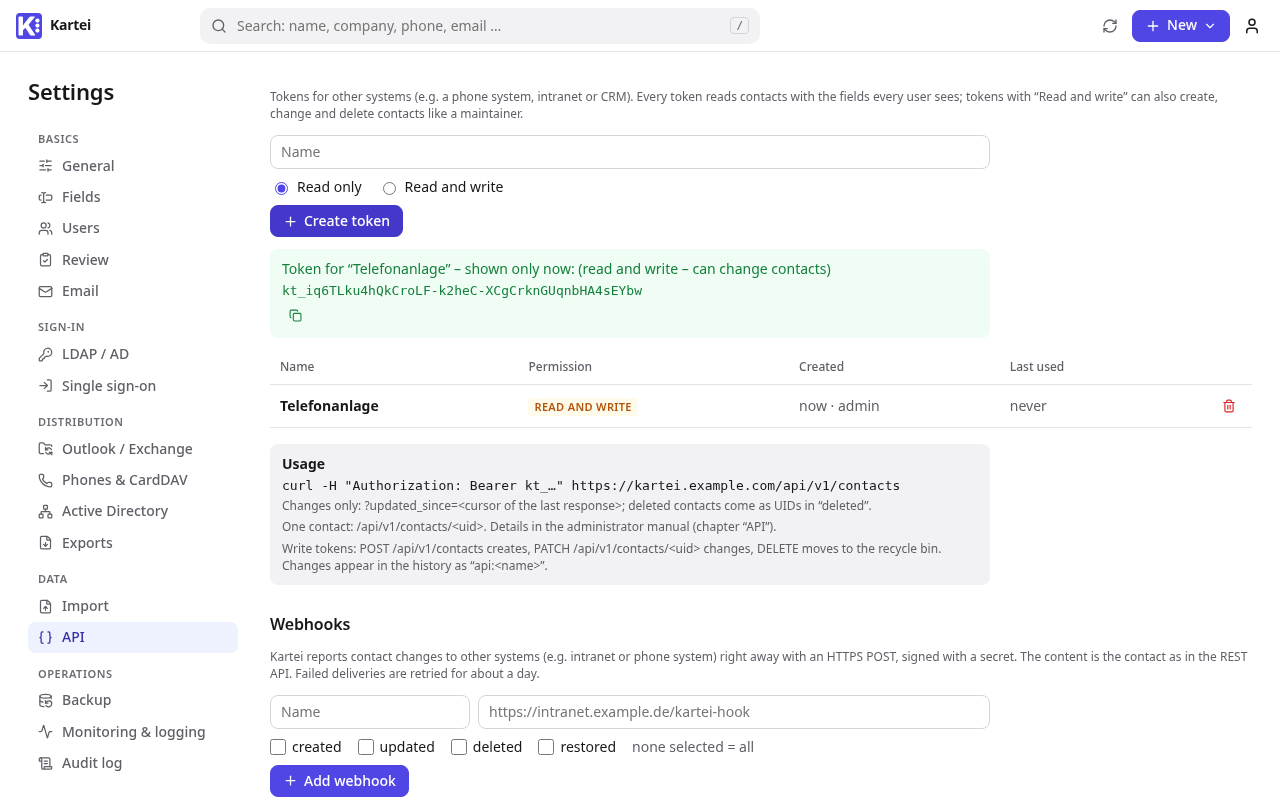 Kartei
Search: name, company, phone, email ...
/
New
Settings
BASICS
General
Fields
Users
Review
Email
SIGN-IN
LDAP / AD
Single sign-on
DISTRIBUTION
Outlook / Exchange
Phones & CardDAV
Active Directory
Exports
DATA
Import
API
OPERATIONS
Backup
Monitoring & logging
Audit log
Tokens for other systems (e.g. a phone system, intranet or CRM). Every token reads contacts with the fields every user sees; tokens with “Read and write” can also create,
change and delete contacts like a maintainer.
Name
Read only Read and write
Create token
Token for “Telefonanlage” – shown only now: (read and write – can change contacts)
kt_iq6TLku4hQkCroLF-k2heC-XCgCrknGUqnbHA4sEYbw
Name Permission Created Last used
Telefonanlage READ AND WRITE now · admin never
Usage
curl -H "Authorization: Bearer kt_…" https://kartei.example.com/api/v1/contacts
Changes only: ?updated_since=<cursor of the last response>; deleted contacts come as UIDs in “deleted”.
One contact: /api/v1/contacts/<uid>. Details in the administrator manual (chapter “API”).
Write tokens: POST /api/v1/contacts creates, PATCH /api/v1/contacts/<uid> changes, DELETE moves to the recycle bin.
Changes appear in the history as “api:<name>”.
Webhooks
Kartei reports contact changes to other systems (e.g. intranet or phone system) right away with an HTTPS POST, signed with a secret. The content is the contact as in the REST
API. Failed deliveries are retried for about a day.
Name https://intranet.example.de/kartei-hook
created updated deleted restored none selected = all
Add webhook